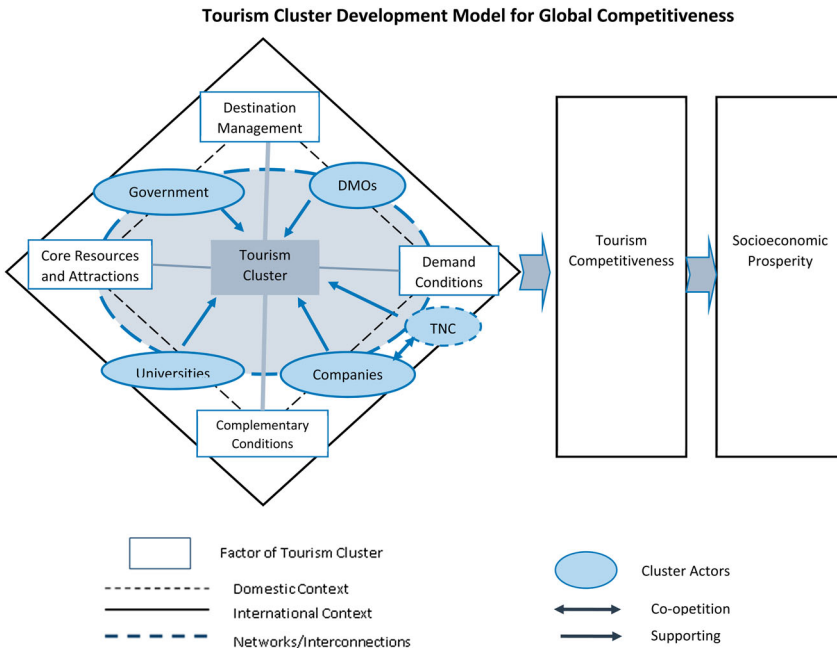 Tourism Cluster Development Model for Global Competitiveness
Destination
Management
Government
DMOs
Core Resources
and Attractions
Tourism
Cluster
Demand
Conditions
TNC
Universities
Companies
Complementary
Conditions
Tourism
Competitiveness
Socioeconomic
Prosperity
Factor of Tourism Cluster
Domestic Context
International Context
Networks/Interconnections
Cluster Actors
Co-opetition
Supporting